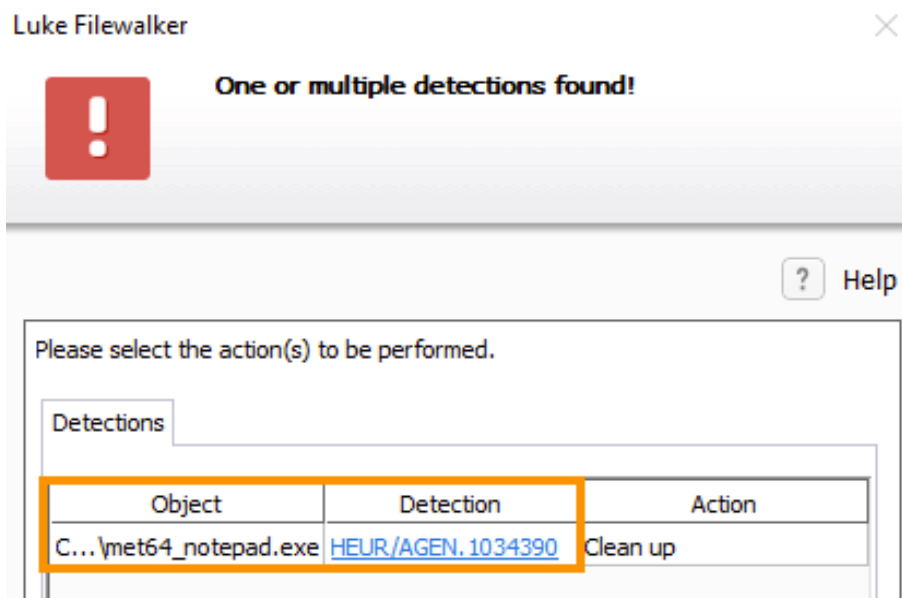 Luke Filewalker
One or multiple detections found!
? Help
Please select the action(s) to be performed.
Detections
Object Detection Action
C...\met64_notepad.exe HEUR/AGEN.1034390 Clean up